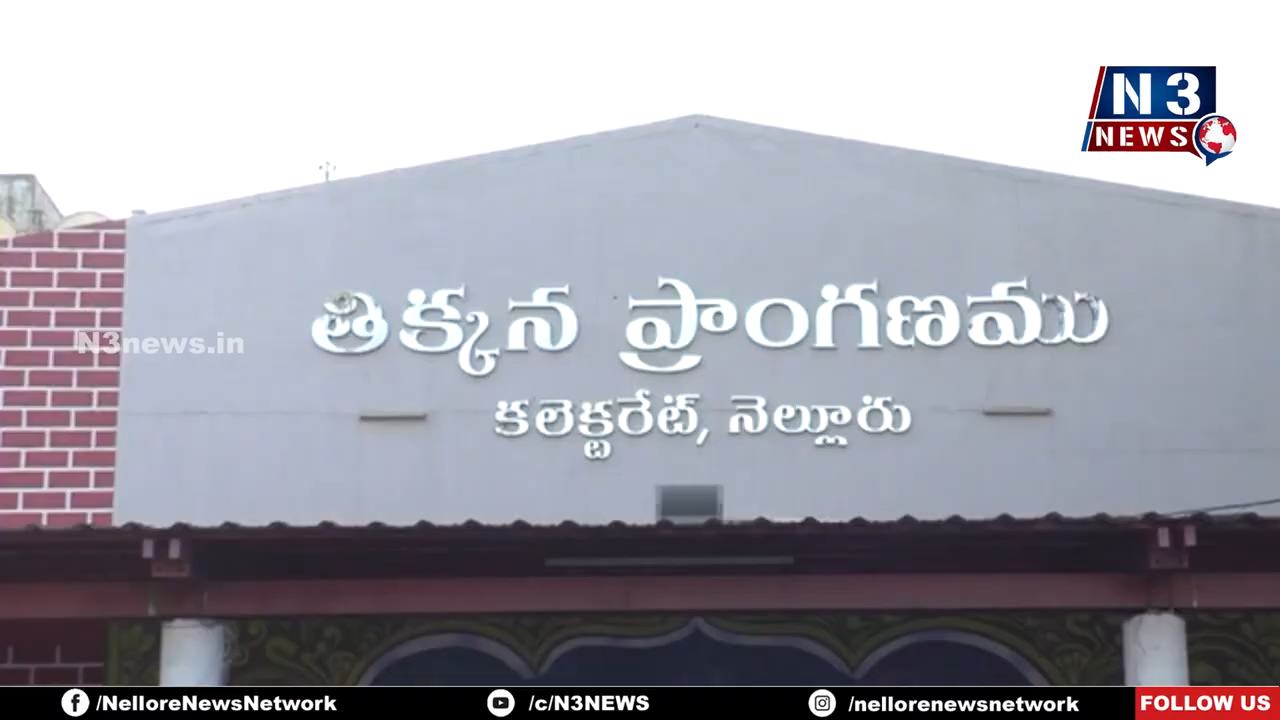 N3
NEWS
తిక్కన ప్రాంగణము
N3news.in
కలెక్టరేట్, నెల్లూరు
/NelloreNewsNetwork /c/N3NEWS /nellorenewsnetwork FOLLOW US